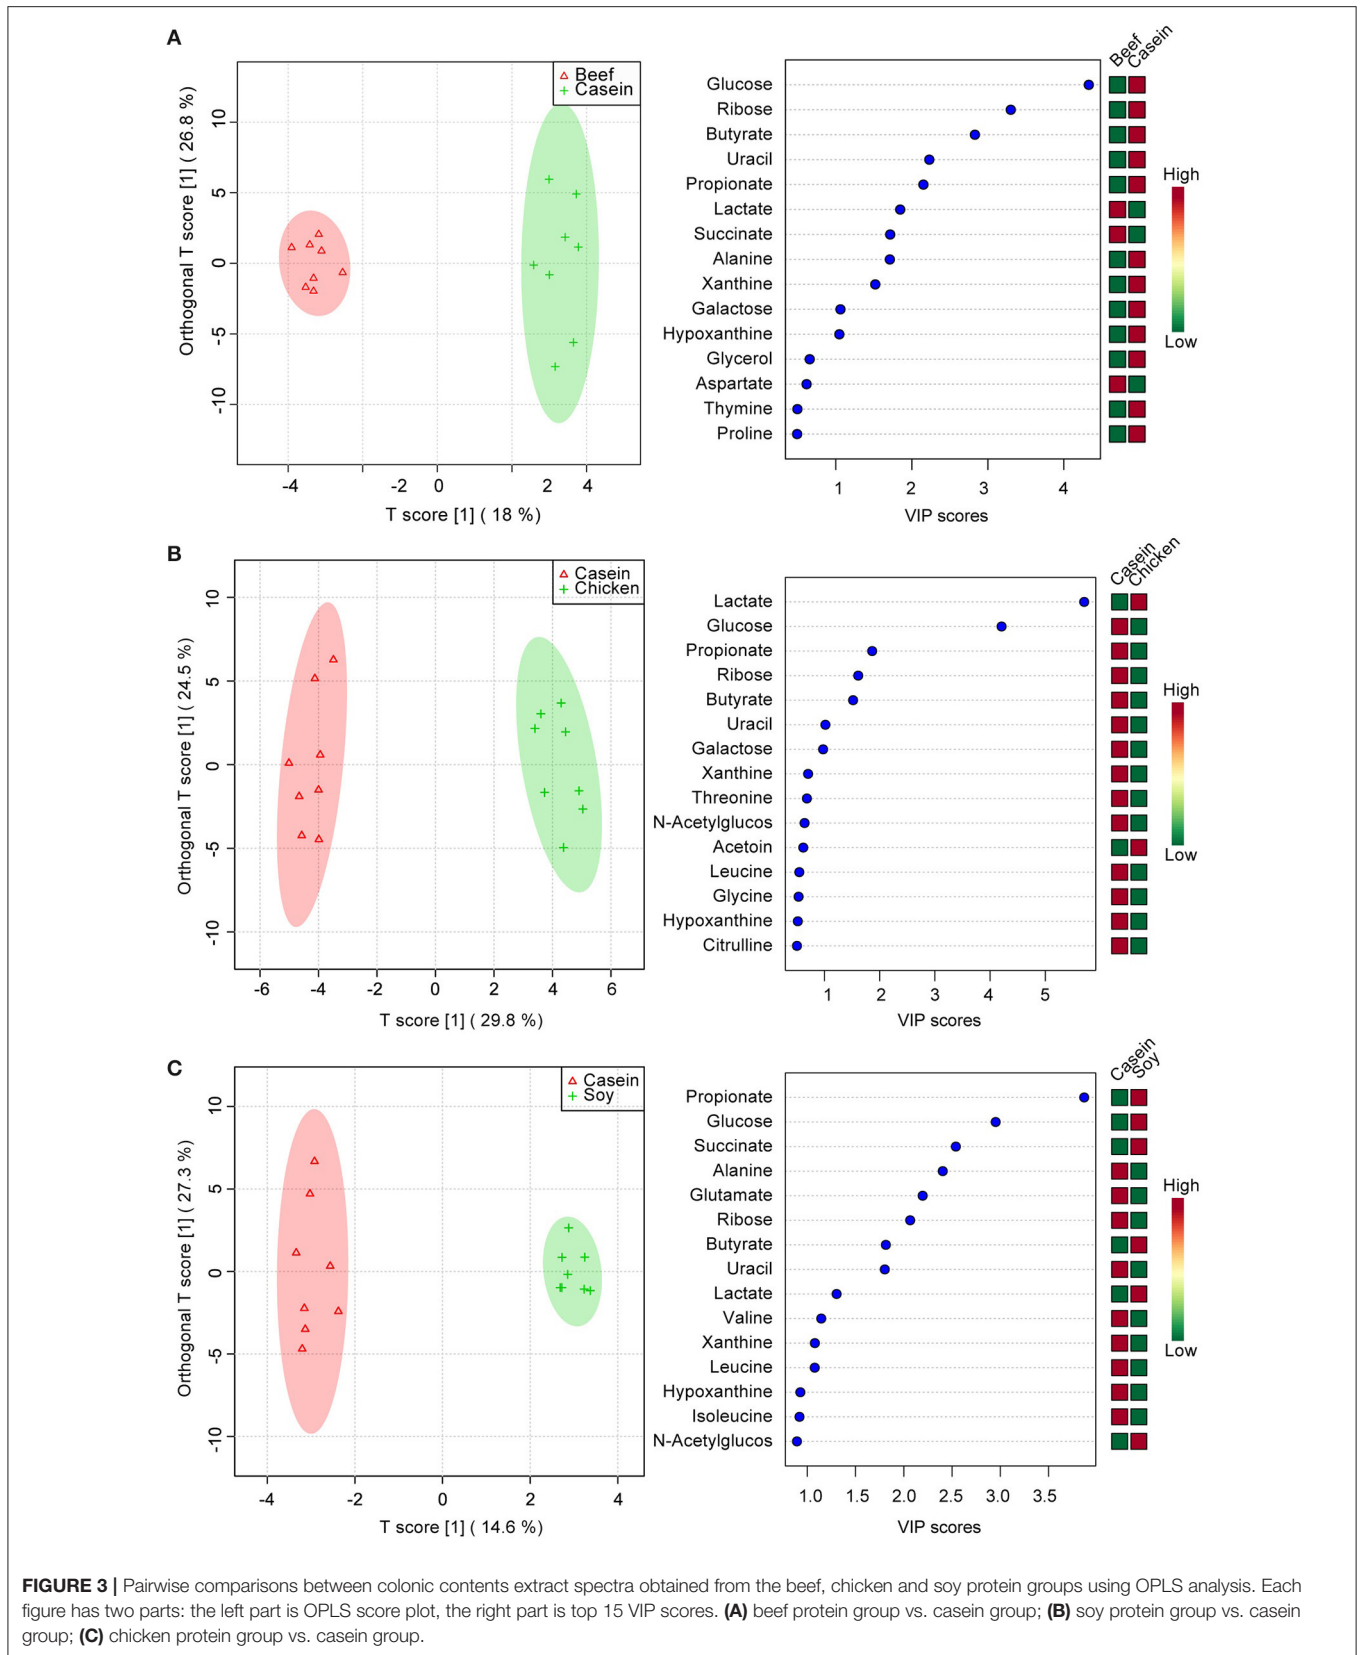 A
Beef
Casein
Orthogonal T score [1] ( 26.8 %)
10
5
0
-5
-10
-4
-2
0
2
4
T score [1] ( 18 %)
Beef
Casein
Glucose
Ribose
Butyrate
Uracil
Propionate
Lactate
Succinate
Alanine
Xanthine
Galactose
Hypoxanthine
Glycerol
Aspartate
Thymine
Proline
1
2
3
4
VIP scores
High
Low
B
Casein
Chicken
Orthogonal T score [1] ( 24.5 %)
10
5
0
-5
-10
-6
-4
-2
0
2
4
6
T score [1] ( 29.8 %)
Casein
Chicken
Lactate
Glucose
Propionate
Ribose
Butyrate
Uracil
Galactose
Xanthine
Threonine
N-Acetylglucos
Acetoin
Leucine
Glycine
Hypoxanthine
Citrulline
1
2
3
4
5
VIP scores
High
Low
C
Casein
Soy
Orthogonal T score [1] ( 27.3 %)
10
5
0
-5
-10
-4
-2
0
2
4
T score [1] ( 14.6 %)
Casein
Soy
Propionate
Glucose
Succinate
Alanine
Glutamate
Ribose
Butyrate
Uracil
Lactate
Valine
Xanthine
Leucine
Hypoxanthine
Isoleucine
N-Acetylglucos
1.0
1.5
2.0
2.5
3.0
3.5
VIP scores
High
Low
FIGURE 3 | Pairwise comparisons between colonic contents extract spectra obtained from the beef, chicken and soy protein groups using OPLS analysis. Each
figure has two parts: the left part is OPLS score plot, the right part is top 15 VIP scores. (A) beef protein group vs. casein group; (B) soy protein group vs. casein
group; (C) chicken protein group vs. casein group.